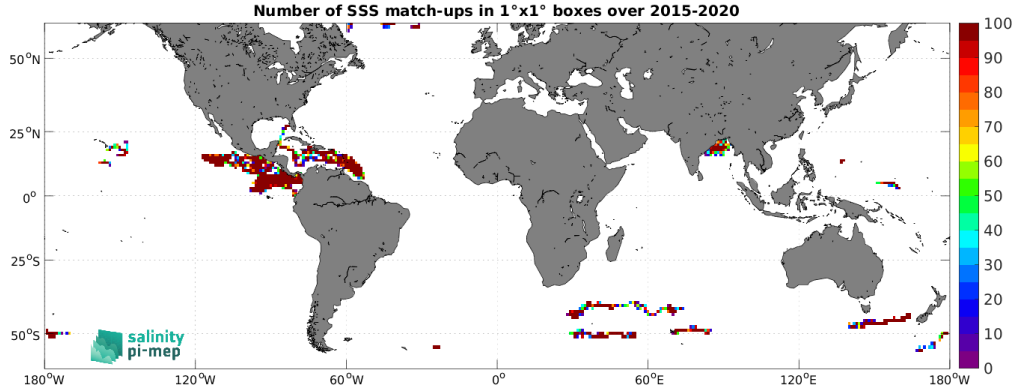 Number of SSS match-ups in 1°x1° boxes over 2015-2020
50°N
25°N
0°
25°S
50°S
180°W
120°W
60°W
0°
60°E
120°E
180°W
100
90
80
70
60
50
40
30
20
10
0
salinity
pi-mep